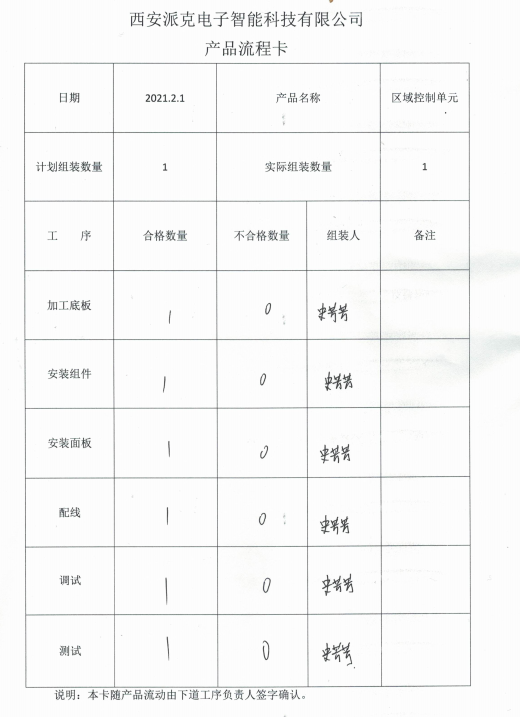 西安派克电子智能科技有限公司
产品流程卡
日期 2021.2.1 产品名称 区域控制单元
计划组装数量 1 实际组装数量 1
工 序 合格数量 不合格数量 组装人 备注
加工底板 1 0 史芳芳
安装组件 1 0 史芳芳
安装面板 1 0 史芳芳
配线 1 0 史芳芳
调试 1 0 史芳芳
测试 1 0 史芳芳
说明：本卡随产品流动由下道工序负责人签字确认。